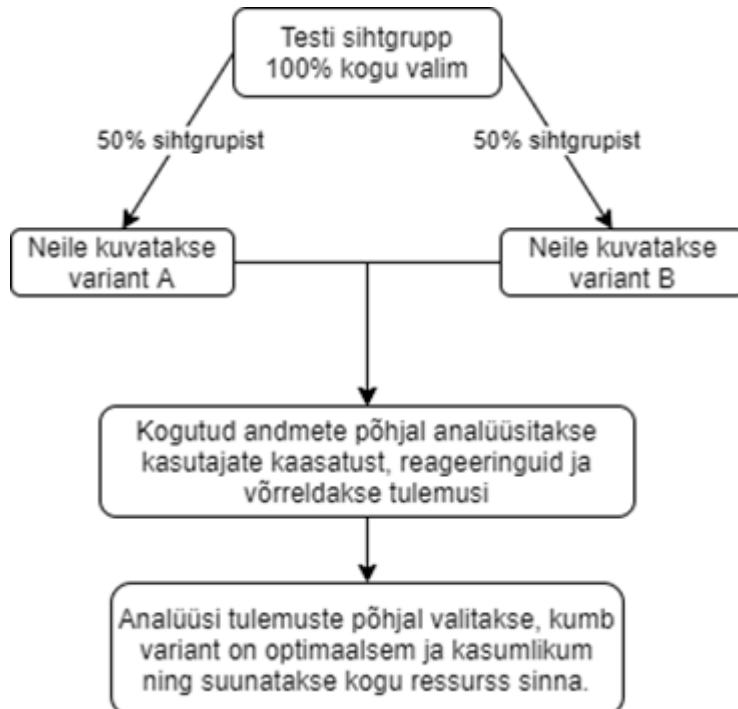 Testi sihtgrupp
100% kogu valim
50% sihtgrupist
50% sihtgrupist
Neile kuvatakse
variant A
Neile kuvatakse
variant B
Kogutud andmete põhjal analüüsitakse
kasutajate kaasatust, reageeringuid ja
võrreldakse tulemusi
Analüüsi tulemuste põhjal valitakse, kumb
variant on optimaalsem ja kasumlikum
ning suunatakse kogu ressurss sinna.